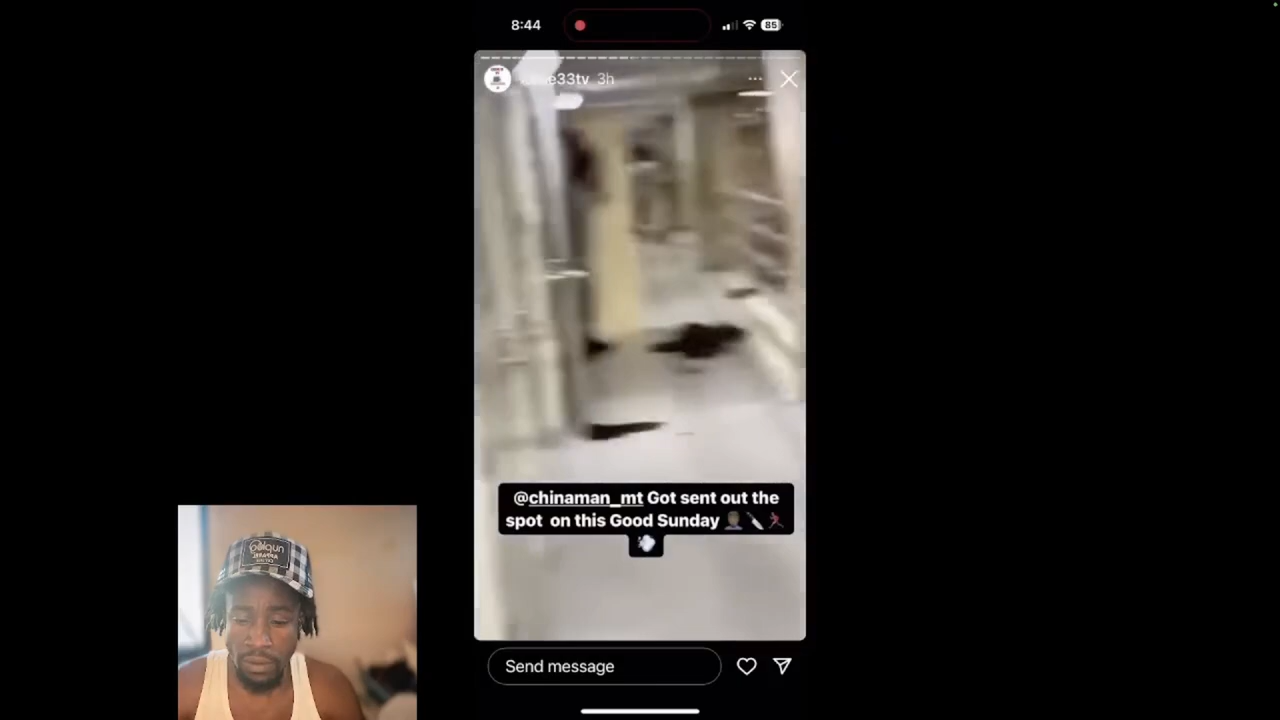 8:44
85
3h
@chinaman_mt Got sent out the
spot on this Good Sunday
Send message